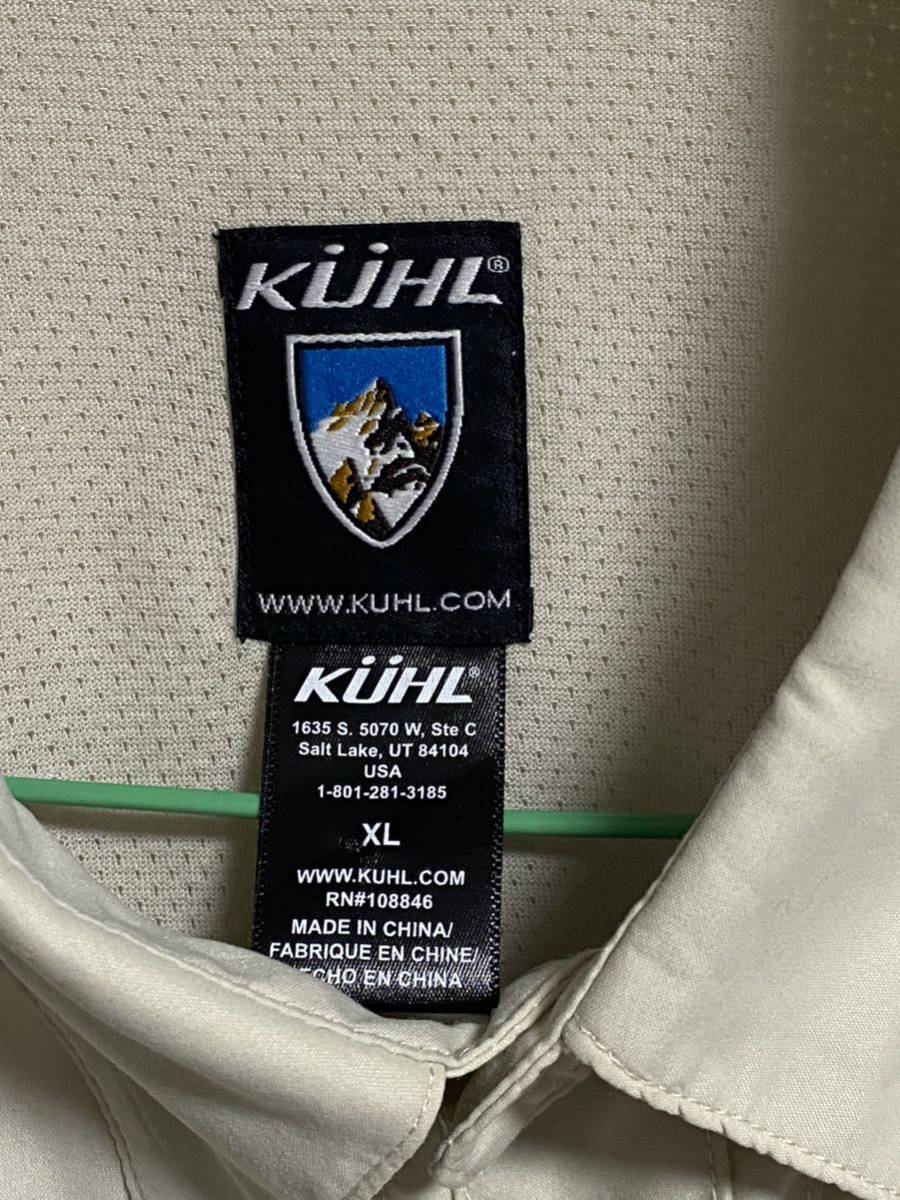 KÜHL®
WWW.KUHL.COM
KÜHL®
1635 S. 5070 W, Ste C
Salt Lake, UT 84104
USA
1-801-281-3185
XL
WWW.KUHL.COM
RN#108846
MADE IN CHINA/
FABRIQUE EN CHINE/
EN CHINA